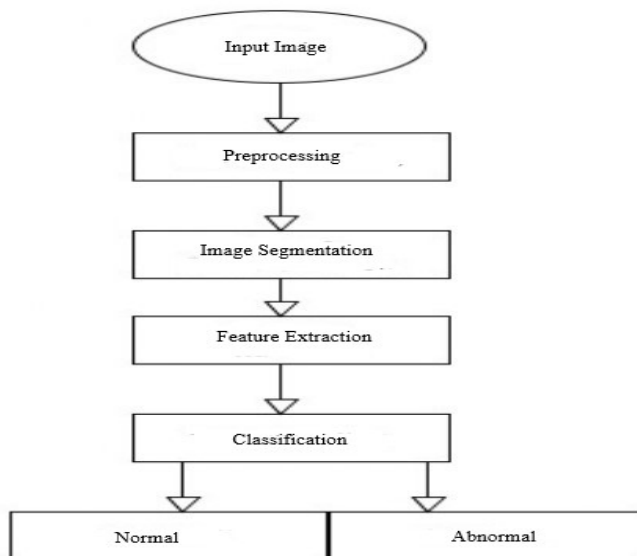 Input Image
Preprocessing
Image Segmentation
Feature Extraction
Classification
Normal
Abnormal